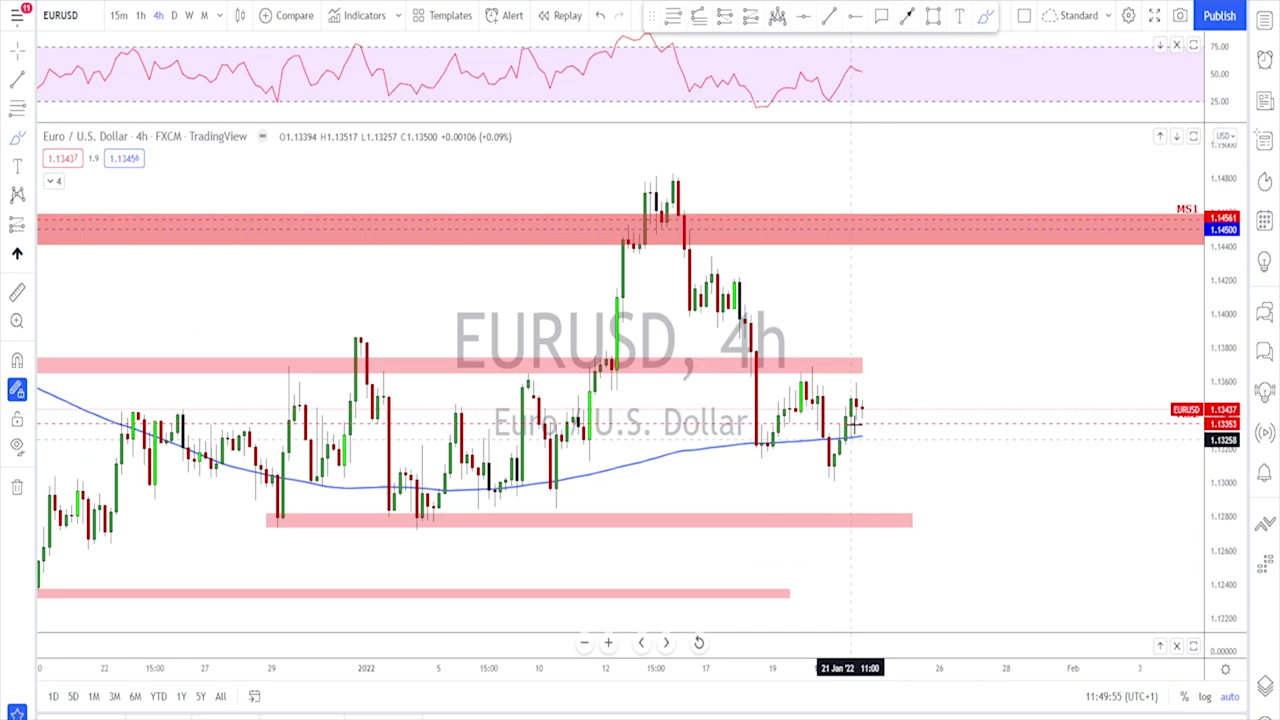 11
EURUSD 15m 1h 4h D W M Compare Indicators Templates Alert Replay Standard Publish
75.00
50.00
25.00
Euro / U.S. Dollar · 4h · FXCM · TradingView O1.13394 H1.13517 L1.13257 C1.13500 +0.00106 (+0.09%)
USD
1.13437 1.9 1.13456
4
1.14800
MS1
1.14561
1.14500
1.14400
1.14200
1.14000
1.13800
1.13600
EURUSD, 4h
Euro / U.S. Dollar
EURUSD 1.13437
1.13353
1.13258
1.13000
1.12800
1.12600
1.12400
1.12200
0.00000
22 15:00 27 29 2022 5 15:00 10 12 15:00 17 19 21 Jan '22 11:00 26 28 Feb 3
1D 5D 1M 3M 6M YTD 1Y 5Y All 11:49:55 (UTC+1) % log auto